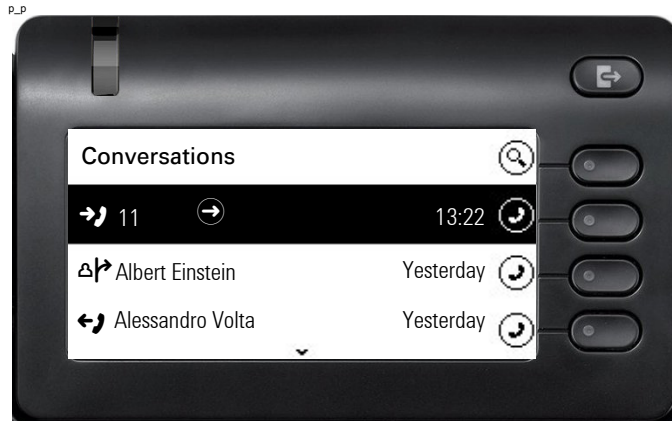 p_p
Conversations
11 13:22
Albert Einstein Yesterday
Alessandro Volta Yesterday